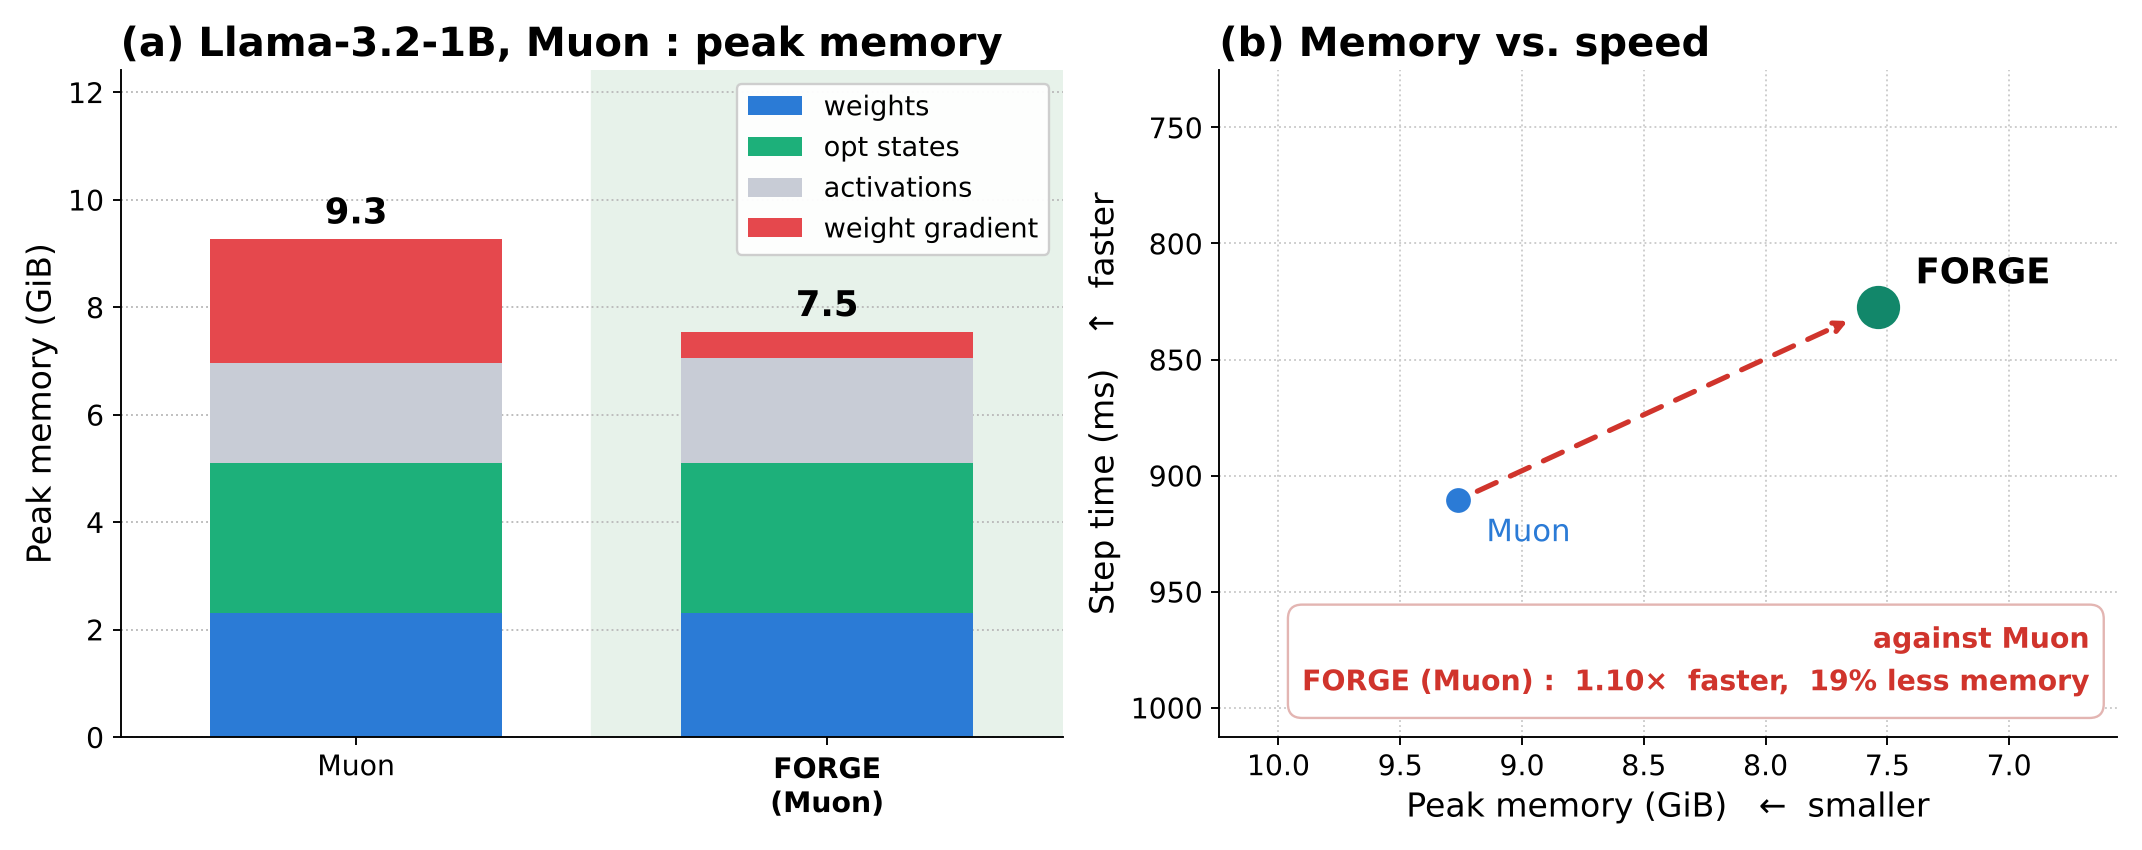 (a) Llama-3.2-1B, Muon : peak memory
Peak memory (GiB)
12
10
8
6
4
2
0
weights
opt states
activations
weight gradient
9.3
7.5
Muon
FORGE
(Muon)
(b) Memory vs. speed
Step time (ms) ↑ faster
750
800
850
900
950
1000
FORGE
Muon
against Muon
FORGE (Muon) : 1.10× faster, 19% less memory
10.0 9.5 9.0 8.5 8.0 7.5 7.0
Peak memory (GiB) ← smaller